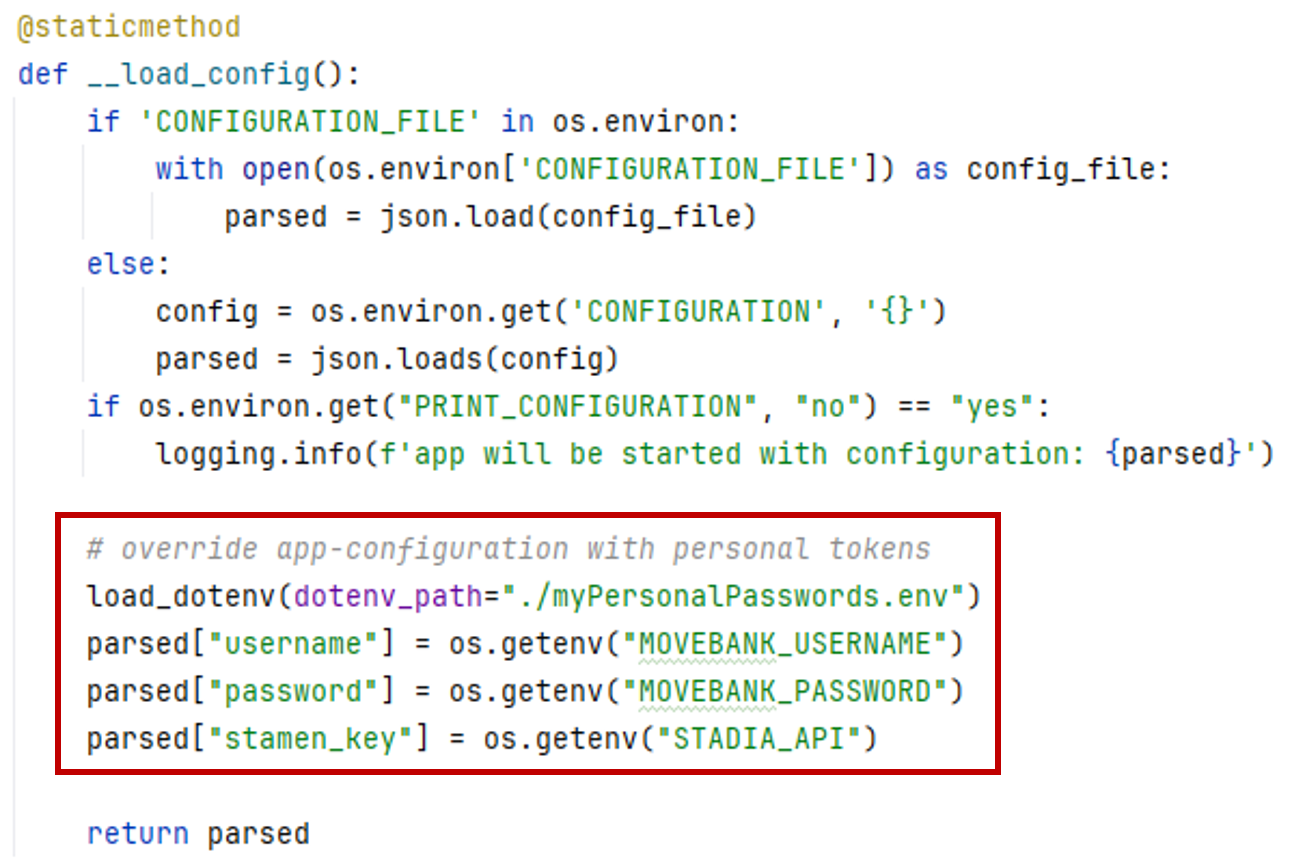 @staticmethod
def __load_config():
    if 'CONFIGURATION_FILE' in os.environ:
        with open(os.environ['CONFIGURATION_FILE']) as config_file:
            parsed = json.load(config_file)
    else:
        config = os.environ.get('CONFIGURATION', '{}')
        parsed = json.loads(config)
    if os.environ.get("PRINT_CONFIGURATION", "no") == "yes":
        logging.info(f'app will be started with configuration: {parsed}')
    # override app-configuration with personal tokens
    load_dotenv(dotenv_path="./myPersonalPasswords.env")
    parsed["username"] = os.getenv("MOVEBANK_USERNAME")
    parsed["password"] = os.getenv("MOVEBANK_PASSWORD")
    parsed["stamen_key"] = os.getenv("STADIA_API")
    return parsed